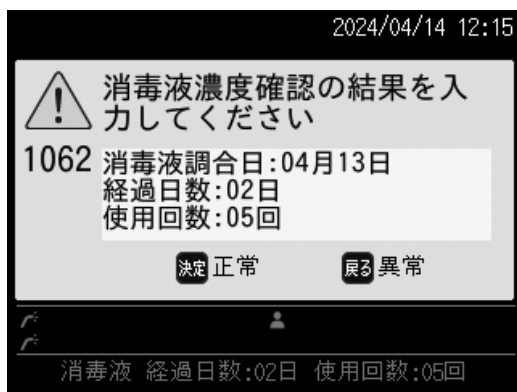 2024/04/14 12:15
消毒液濃度確認の結果を入
力してください
1062
消毒液調合日:04月13日
経過日数:02日
使用回数:05回
決定 正常 戻る 異常
消毒液 経過日数:02日 使用回数:05回